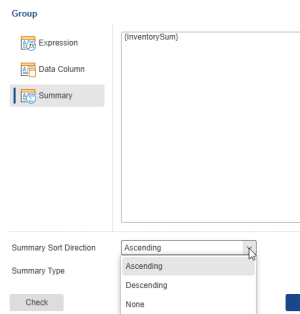 Group
Expression
{InventorySum}
Data Column
Summary
Summary Sort Direction
Ascending
Ascending
Summary Type
Descending
Check
None